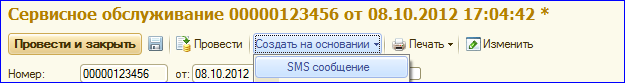 Сервисное обслуживание 00000123456 от 08.10.2012 17:04:42 *
Провести и закрыть Провести Создать на основании Печать Изменить
SMS сообщение
Номер: 00000123456 от: 08.10.2012